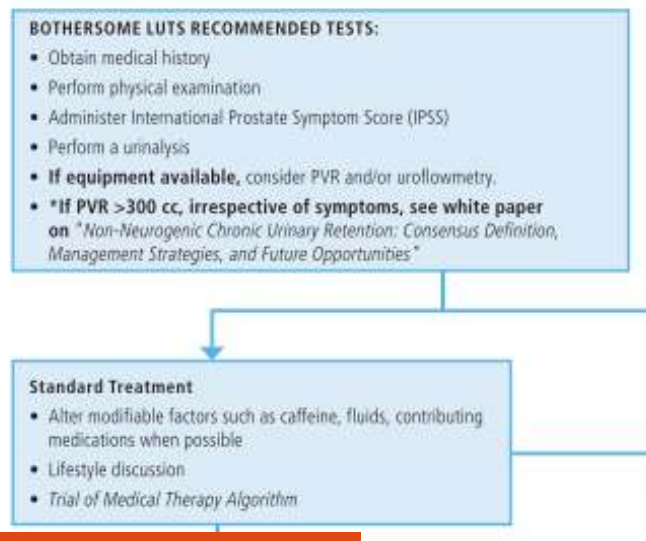 BOTHERSOME LUTS RECOMMENDED TESTS:
• Obtain medical history
• Perform physical examination
• Administer International Prostate Symptom Score (IPSS)
• Perform a urinalysis
• If equipment available, consider PVR and/or uroflowmetry.
• *If PVR >300 cc, irrespective of symptoms, see white paper
on "Non-Neurogenic Chronic Urinary Retention: Consensus Definition,
Management Strategies, and Future Opportunities"
Standard Treatment
• Alter modifiable factors such as caffeine, fluids, contributing
medications when possible
• Lifestyle discussion
• Trial of Medical Therapy Algorithm